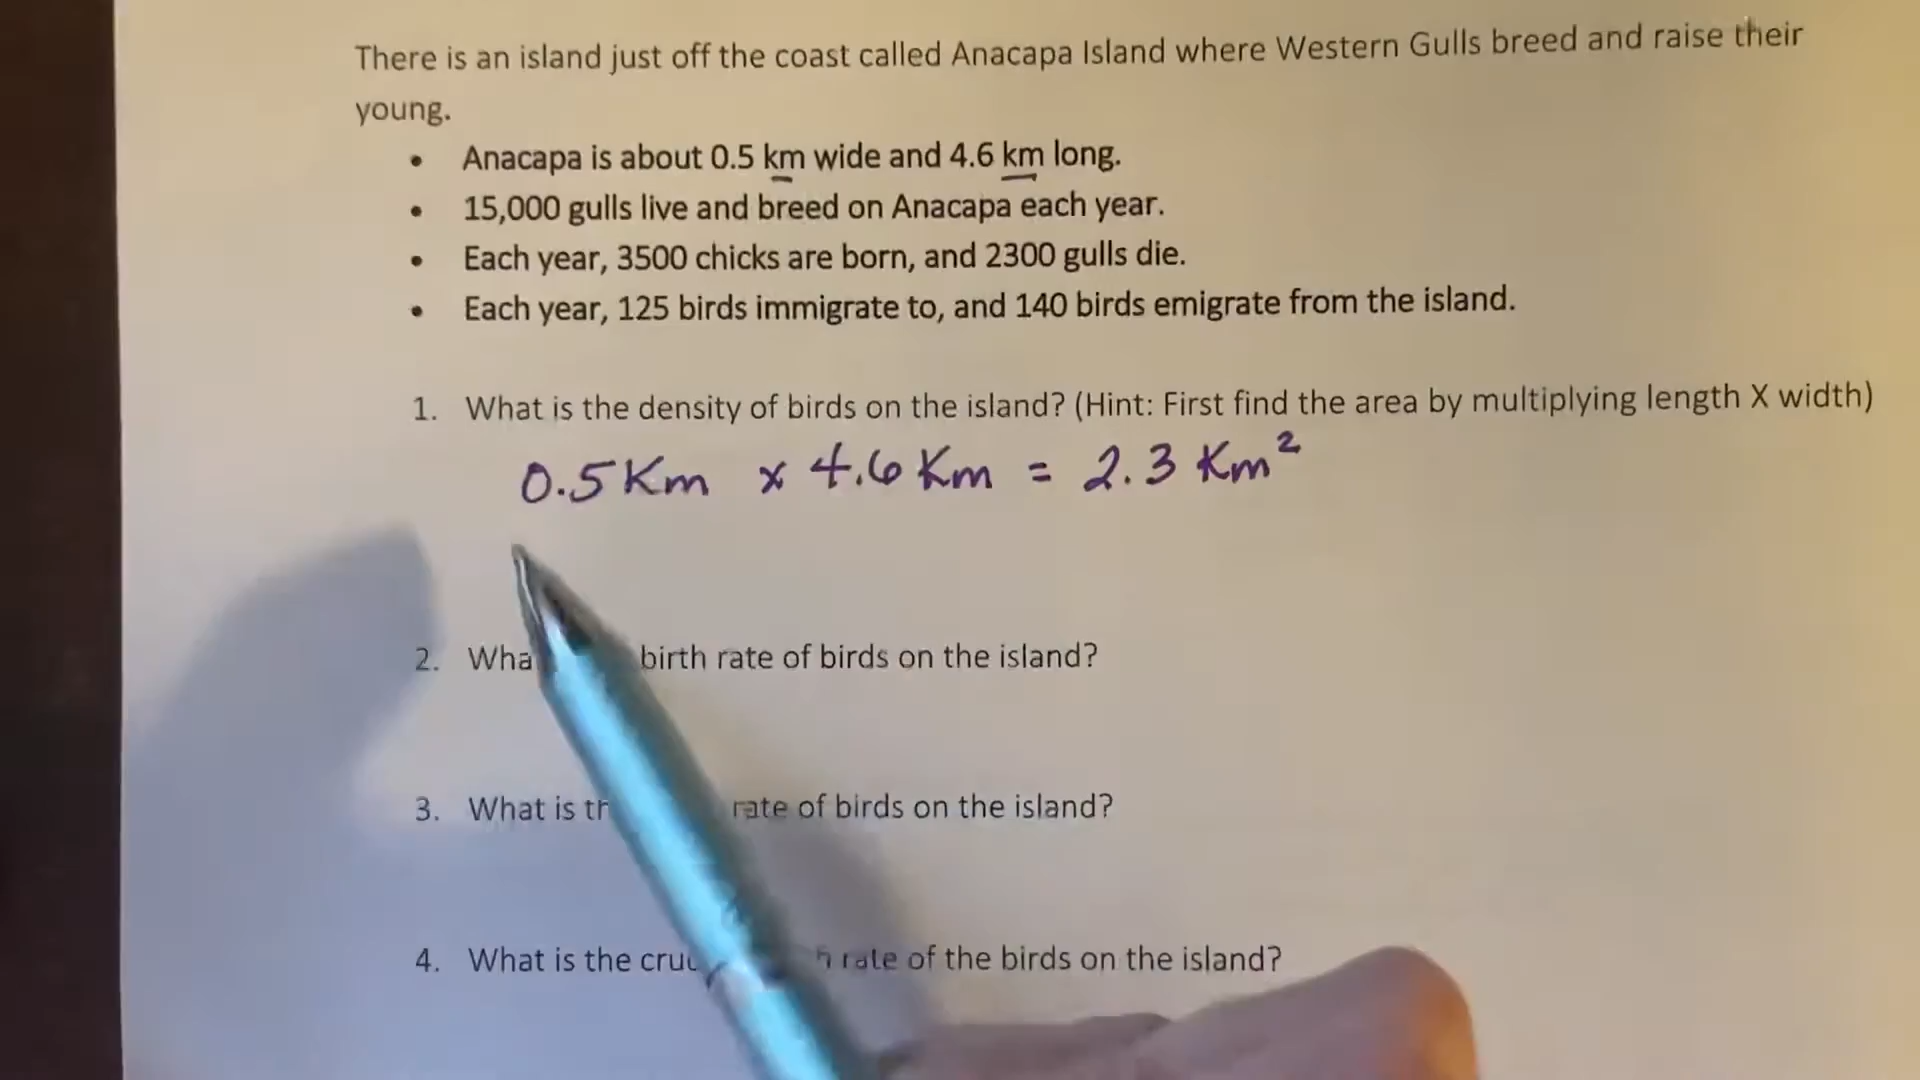 There is an island just off the coast called Anacapa Island where Western Gulls breed and raise their
young.
• Anacapa is about 0.5 km wide and 4.6 km long.
• 15,000 gulls live and breed on Anacapa each year.
• Each year, 3500 chicks are born, and 2300 gulls die.
• Each year, 125 birds immigrate to, and 140 birds emigrate from the island.
1. What is the density of birds on the island? (Hint: First find the area by multiplying length X width)
0.5 Km x 4.6 Km = 2.3 Km²
2. birth rate of birds on the island?
3. What is rate of birds on the island?
4. What is the rate of the birds on the island?